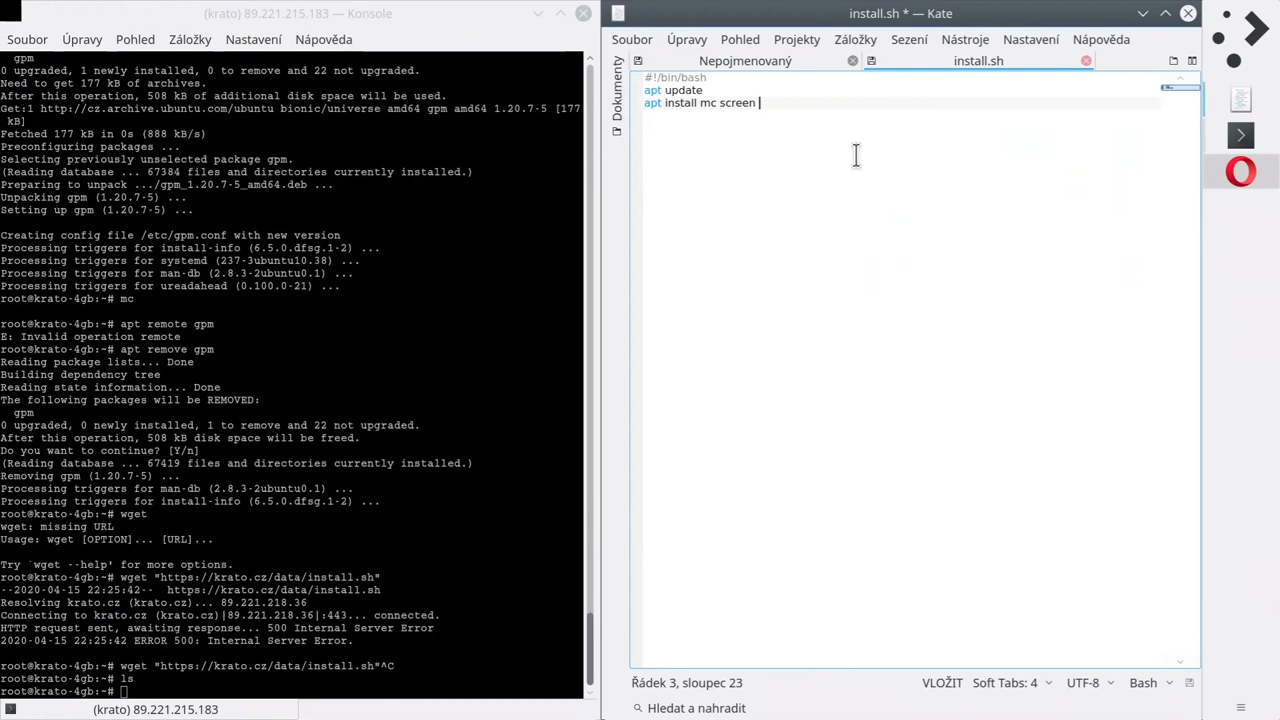 (krato) 89.221.215.183 — Konsole
Soubor Úpravy Pohled Záložky Nastavení Nápověda
gpm
0 upgraded, 1 newly installed, 0 to remove and 22 not upgraded.
Need to get 177 kB of archives.
After this operation, 508 kB of additional disk space will be used.
Get:1 http://cz.archive.ubuntu.com/ubuntu bionic/universe amd64 gpm amd64 1.20.7-5 [177
kB]
Fetched 177 kB in 0s (888 kB/s)
Preconfiguring packages ...
Selecting previously unselected package gpm.
(Reading database ... 67384 files and directories currently installed.)
Preparing to unpack .../gpm_1.20.7-5_amd64.deb ...
Unpacking gpm (1.20.7-5) ...
Setting up gpm (1.20.7-5) ...
Creating config file /etc/gpm.conf with new version
Processing triggers for install-info (6.5.0.dfsg.1-2) ...
Processing triggers for systemd (237-3ubuntu10.38) ...
Processing triggers for man-db (2.8.3-2ubuntu0.1) ...
Processing triggers for ureadahead (0.100.0-21) ...
root@krato-4gb:~# mc
root@krato-4gb:~# apt remote gpm
E: Invalid operation remote
root@krato-4gb:~# apt remove gpm
Reading package lists... Done
Building dependency tree
Reading state information... Done
The following packages will be REMOVED:
gpm
0 upgraded, 0 newly installed, 1 to remove and 22 not upgraded.
After this operation, 508 kB disk space will be freed.
Do you want to continue? [Y/n]
(Reading database ... 67419 files and directories currently installed.)
Removing gpm (1.20.7-5) ...
Processing triggers for man-db (2.8.3-2ubuntu0.1) ...
Processing triggers for install-info (6.5.0.dfsg.1-2) ...
root@krato-4gb:~# wget
wget: missing URL
Usage: wget [OPTION]... [URL]...
Try `wget --help' for more options.
root@krato-4gb:~# wget "https://krato.cz/data/install.sh"
--2020-04-15 22:25:42-- https://krato.cz/data/install.sh
Resolving krato.cz (krato.cz)... 89.221.218.36
Connecting to krato.cz (krato.cz)|89.221.218.36|:443... connected.
HTTP request sent, awaiting response... 500 Internal Server Error
2020-04-15 22:25:42 ERROR 500: Internal Server Error.
root@krato-4gb:~# wget "https://krato.cz/data/install.sh"^C
root@krato-4gb:~# ls
root@krato-4gb:~#
(krato) 89.221.215.183
install.sh * — Kate
Soubor Úpravy Pohled Projekty Záložky Sezení Nástroje Nastavení Nápověda
Dokumenty
Nepojmenovaný install.sh
#!/bin/bash
apt update
apt install mc screen
Řádek 3, sloupec 23 VLOŽIT Soft Tabs: 4 UTF-8 Bash
Hledat a nahradit